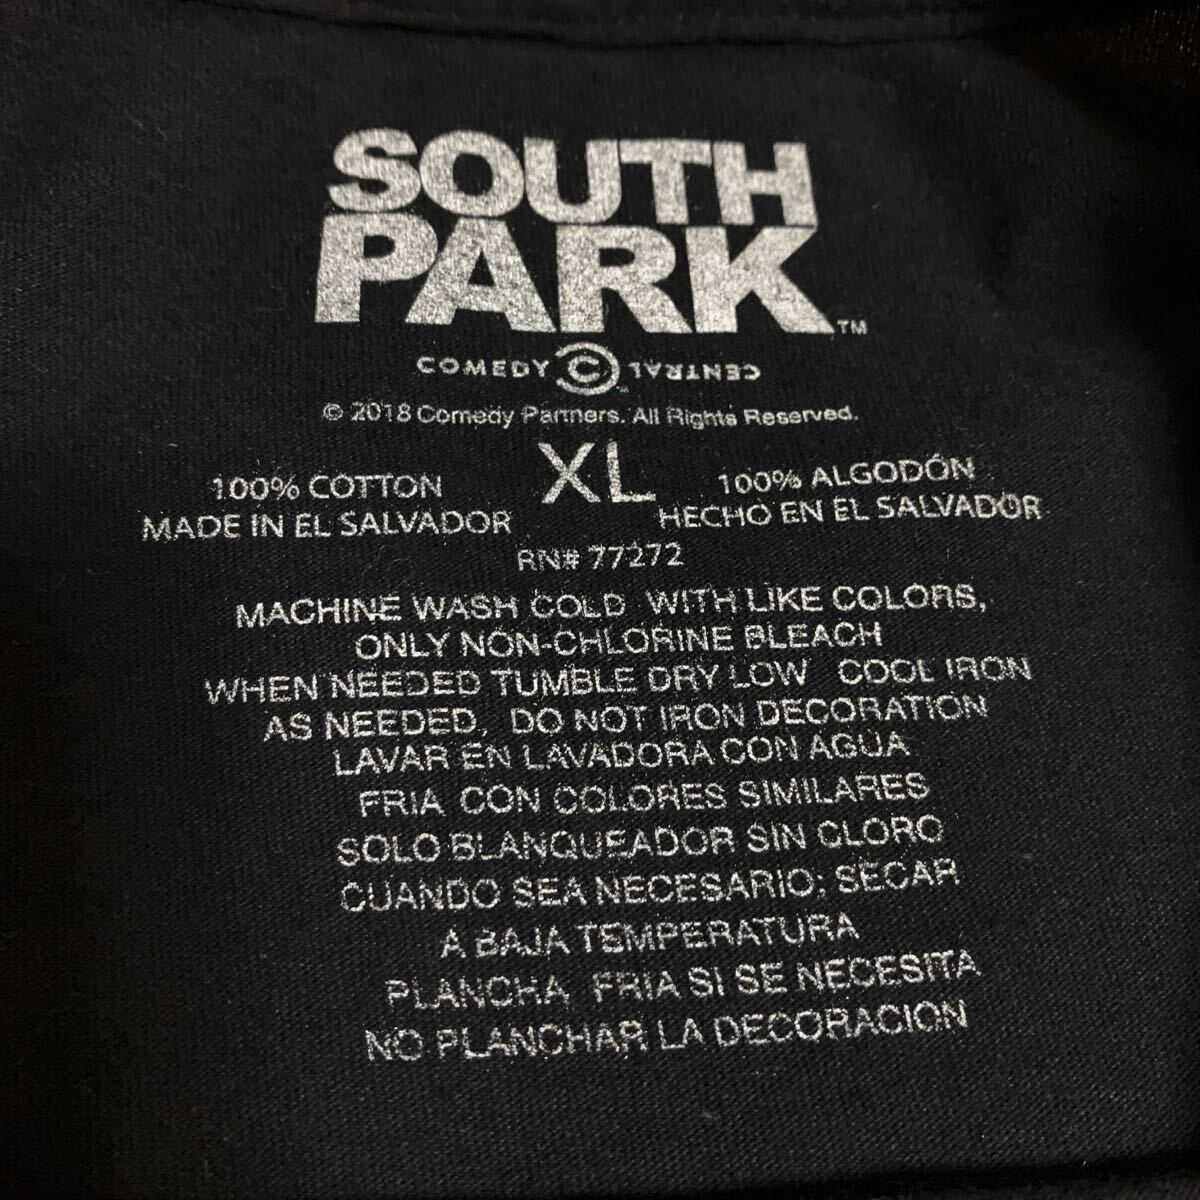 SOUTH
PARK™
COMEDY CENTRAL™
© 2018 Comedy Partners. All Rights Reserved.
XL
100% COTTON
MADE IN EL SALVADOR
100% ALGODÓN
HECHO EN EL SALVADOR
RN# 77272
MACHINE WASH COLD WITH LIKE COLORS,
ONLY NON-CHLORINE BLEACH
WHEN NEEDED TUMBLE DRY LOW COOL IRON
AS NEEDED, DO NOT IRON DECORATION
LAVAR EN LAVADORA CON AGUA
FRIA CON COLORES SIMILARES
SOLO BLANQUEADOR SIN CLORO
CUANDO SEA NECESARIO; SECAR
A BAJA TEMPERATURA
PLANCHA FRIA SI SE NECESITA
NO PLANCHAR LA DECORACION